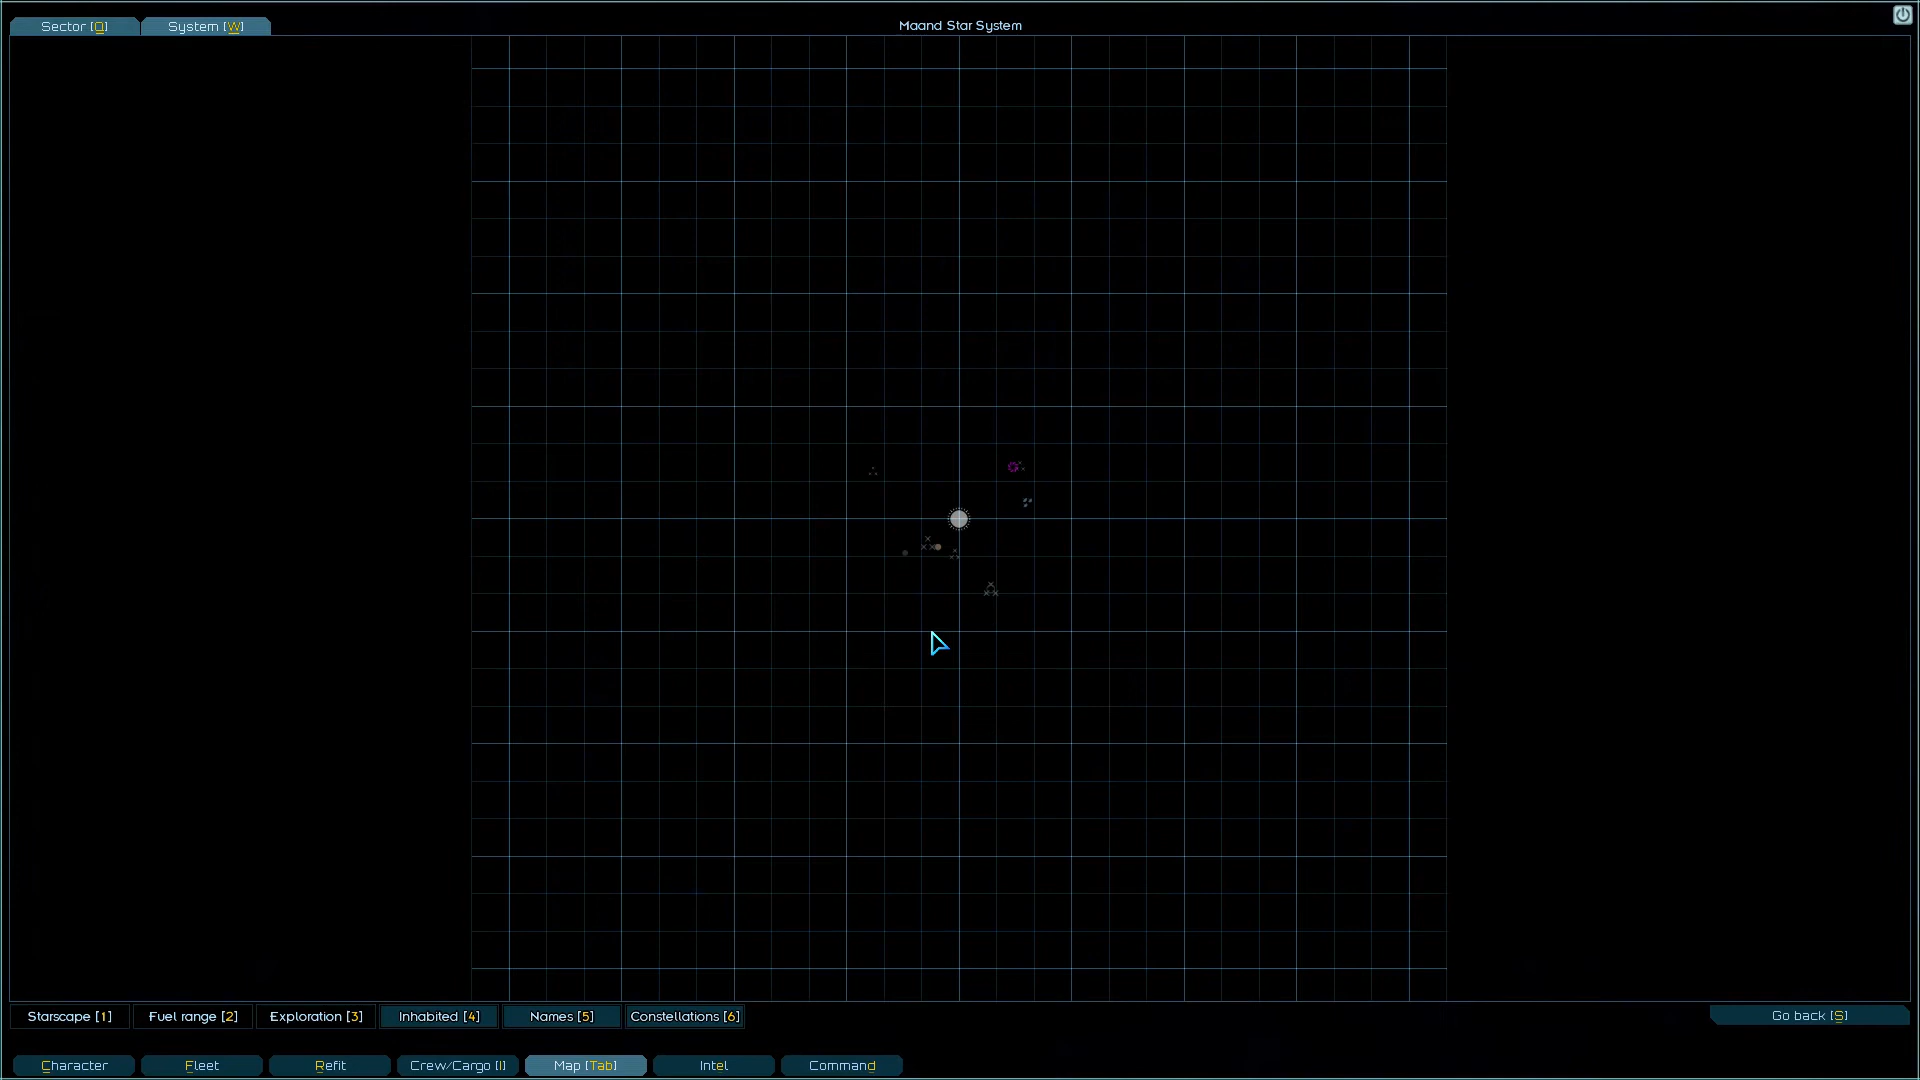 Sector [Q]
System [W]
Maand Star System
Starscape [1]
Fuel range [2]
Exploration [3]
Inhabited [4]
Names [5]
Constellations [6]
Go back [S]
Character
Fleet
Refit
Crew/Cargo [I]
Map [Tab]
Intel
Command